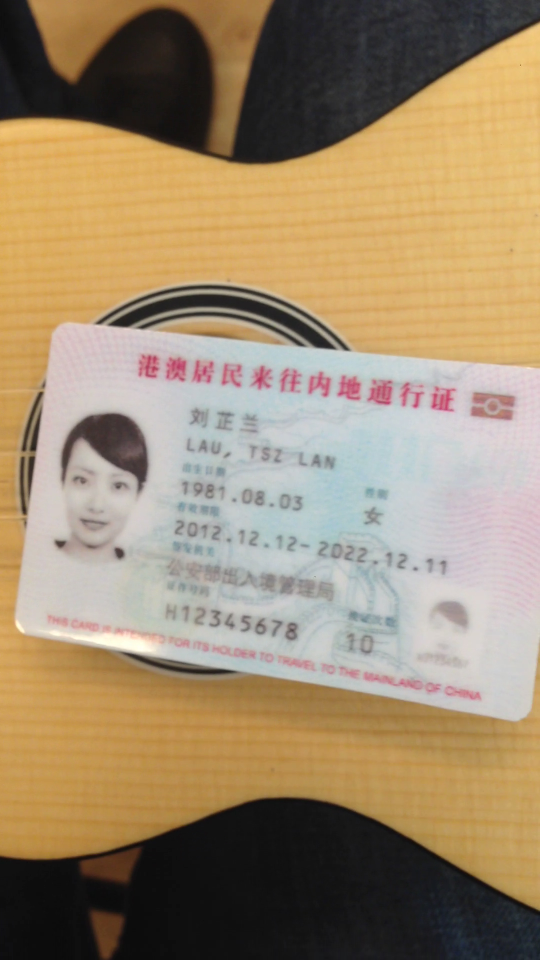 港澳居民来往内地通行证
刘芷兰
LAU, TSZ LAN
出生日期
性别
1981.08.03
女
有效期限
2012.12.12-2022.12.11
签发机关
公安部出入境管理局
证件号码
换证次数
H12345678
10
THIS CARD IS INTENDED FOR ITS HOLDER TO TRAVEL TO THE MAINLAND OF CHINA